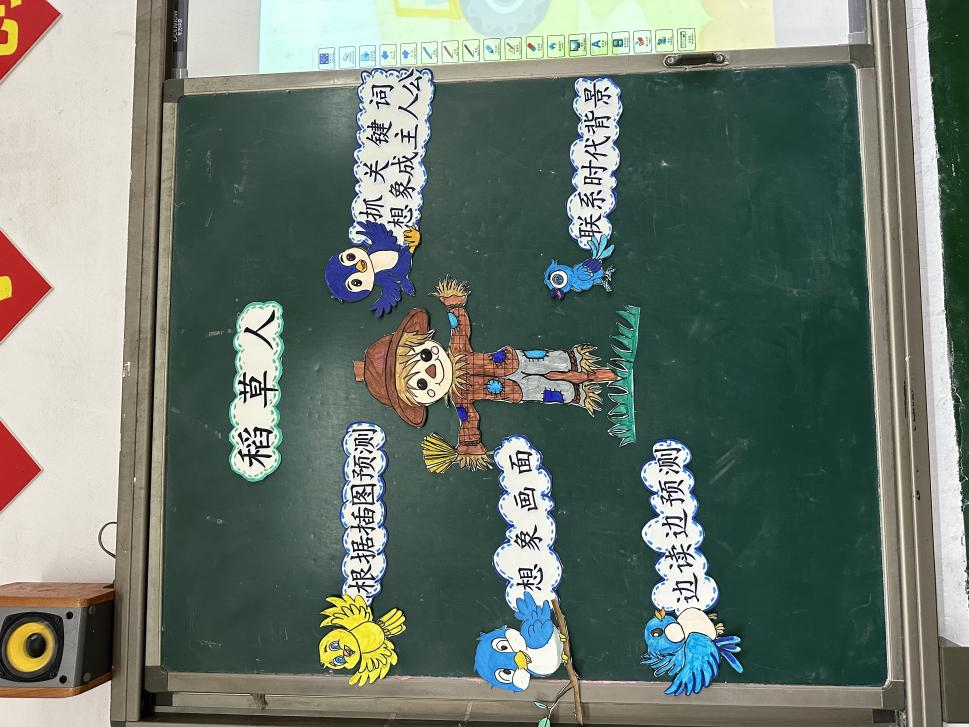 稻草人
根据插图预测
想象画面
边读边预测
抓关键词
想象成主人公
联系时代背景